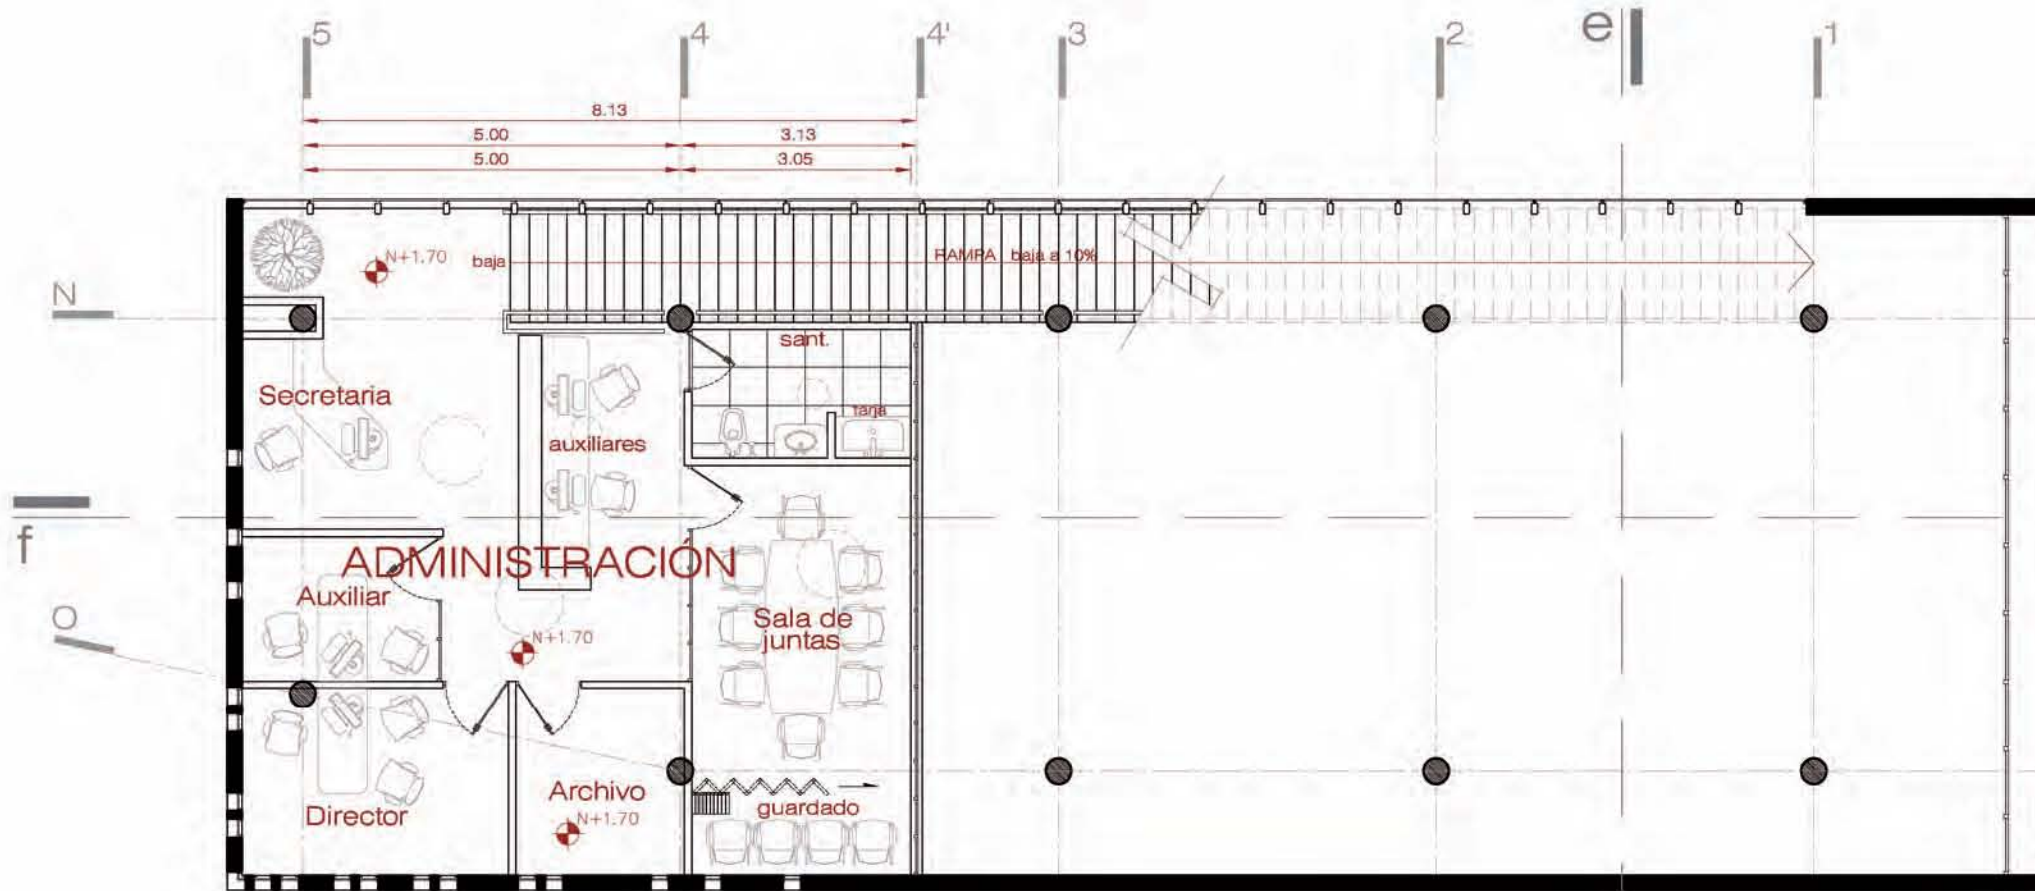 5
4
4'
3
2
e
1
8.13
5.00
3.13
5.00
3.05
N+1.70
baja
RAMPA baja a 10%
N
sant.
Secretaria
tarja
auxiliares
f
ADMINISTRACIÓN
Auxiliar
O
Sala de
juntas
N+1.70
Archivo
guardado
Director
N+1.70